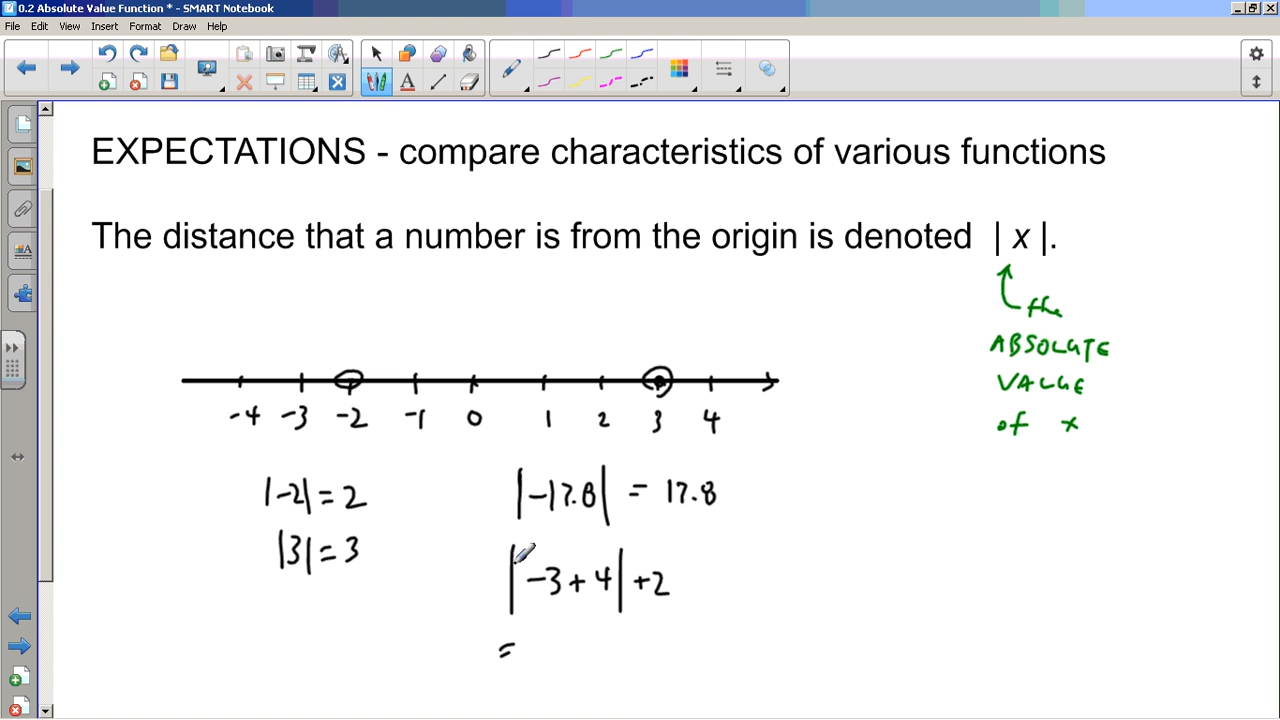 0.2 Absolute Value Function * - SMART Notebook
File Edit View Insert Format Draw Help
EXPECTATIONS - compare characteristics of various functions
The distance that a number is from the origin is denoted | x |.
the
ABSOLUTE
VALUE
of x
-4 -3 -2 -1 0 1 2 3 4
|-2| = 2
|3| = 3
|-17.8| = 17.8
|-3 + 4| + 2
=